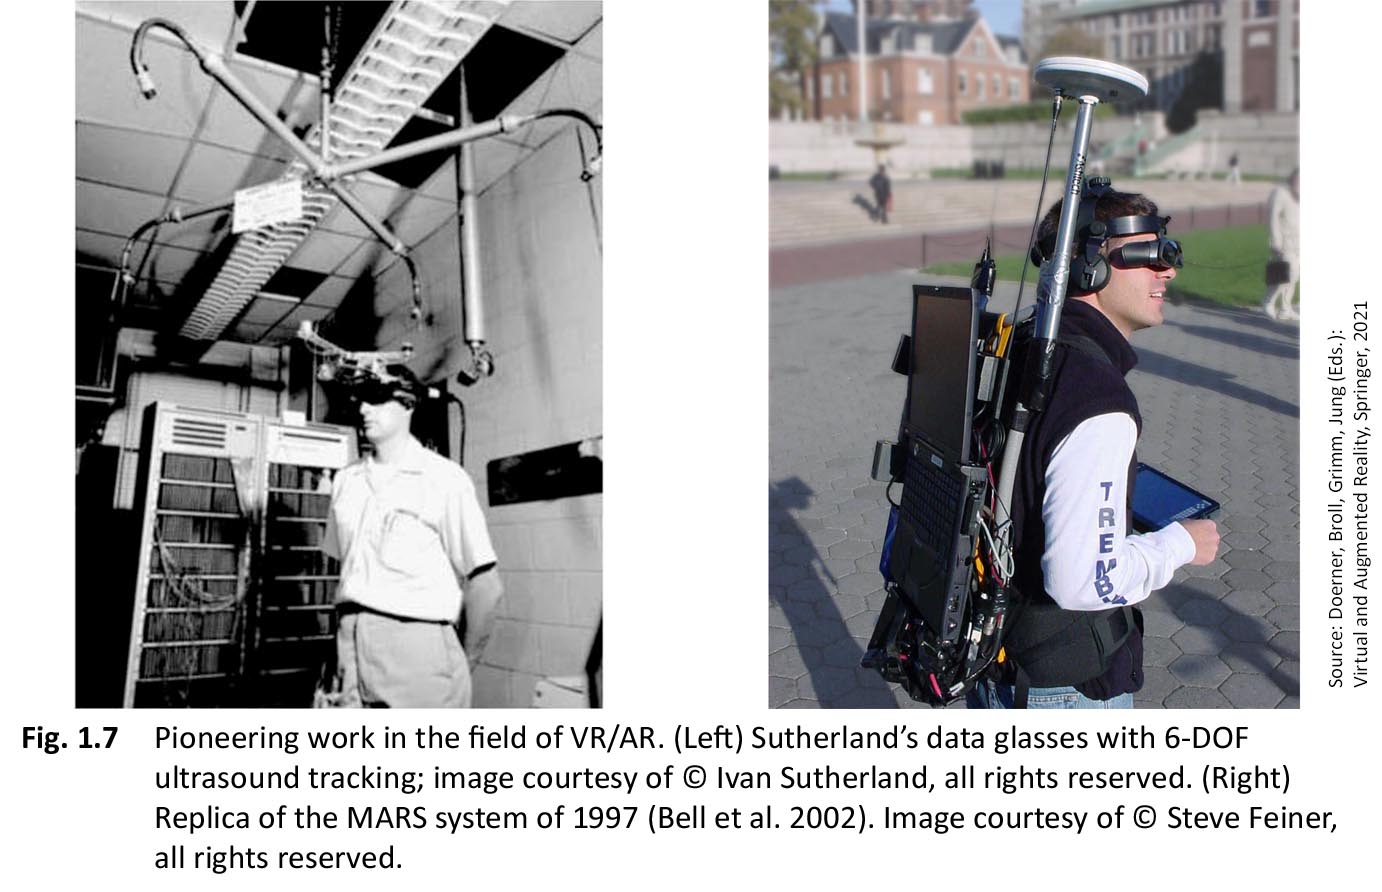 TREMB
Source: Doerner, Broll, Grimm, Jung (Eds.):
Virtual and Augmented Reality, Springer, 2021
Fig. 1.7 Pioneering work in the field of VR/AR. (Left) Sutherland's data glasses with 6-DOF
ultrasound tracking; image courtesy of © Ivan Sutherland, all rights reserved. (Right)
Replica of the MARS system of 1997 (Bell et al. 2002). Image courtesy of © Steve Feiner,
all rights reserved.